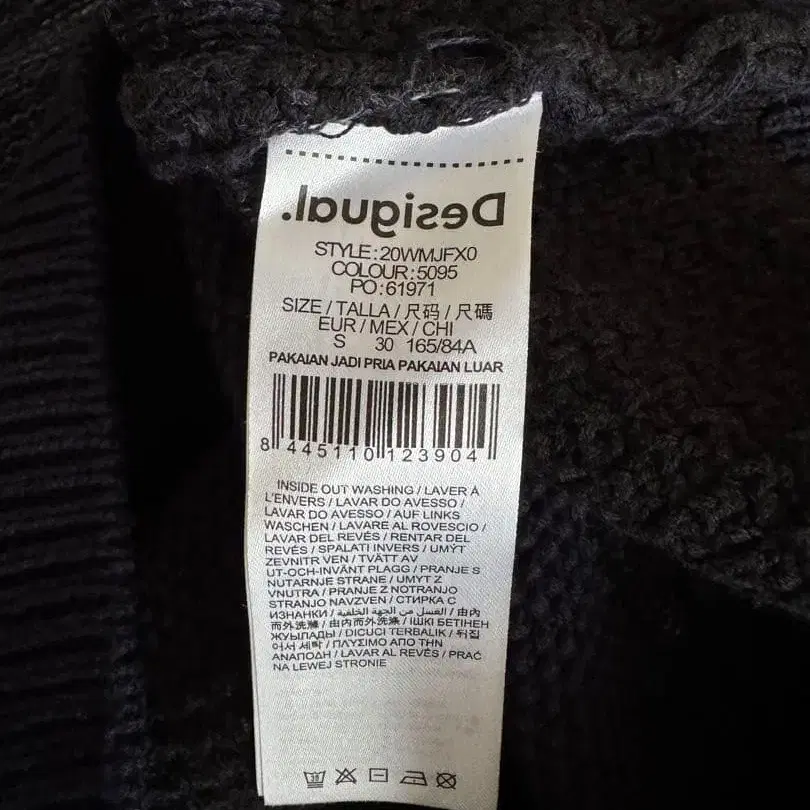 Desigual.
STYLE:20WMJFX0
COLOUR:5095
PO:61971
SIZE/TALLA/尺码/尺碼
EUR/MEX/CHI
S 30 165/84A
PAKAIAN JADI PRIA PAKAIAN LUAR
8 445110 123904
INSIDE OUT WASHING / LAVER À
L'ENVERS / LAVAR DO AVESSO /
LAVAR DO AVESSO / AUF LINKS
WASCHEN / LAVARE AL ROVESCIO /
LAVAR DEL REVÉS / RENTAR DEL
REVÉS / SPALATI INVERS / UMÝT
ZEVNITR VEN / TVÄTT AV
UT-OCH-INVÄNT PLAGG / PRANJE S
NUTARNJE STRANE / UMYT Z
VNUTRA / PRANJE Z NOTRANJO
STRANJO NAVZVEN / СТИРКА С
ИЗНАНКИ / الغسل من الجهة الخلفية / 由内
而外洗滌 / 由内而外洗滌 / ІШКІ БЕТІНЕН
ЖУЫЛАДЫ / DICUCI TERBALIK / 뒤집
어서 세탁 / ΠΛΥΣΙΜΟ ΑΠΟ ΤΗΝ
ΑΝΑΠΟΔΗ / LAVAR AL REVÉS / PRAĆ
NA LEWEJ STRONIE
30